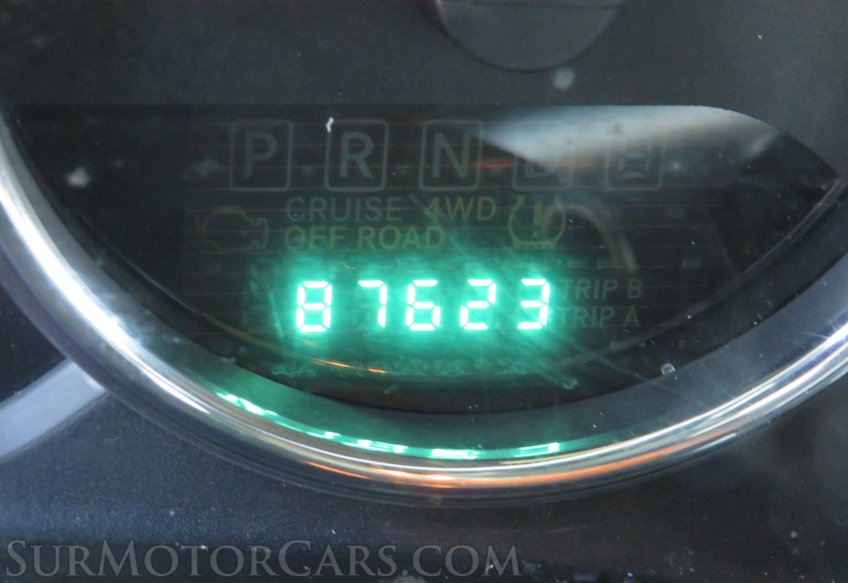 P R N D
CRUISE 4WD
OFF ROAD
87623
TRIP B
TRIP A
SURMOTORCARS.COM